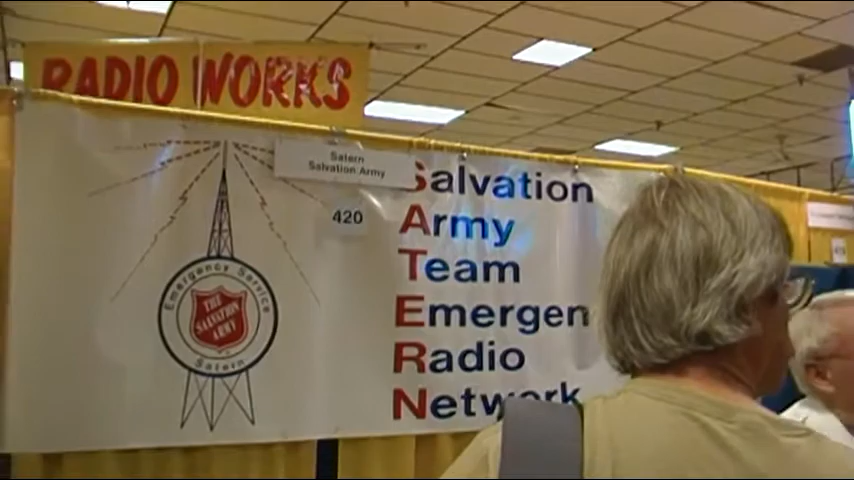 RADIO WORKS
Satern
Salvation Army
420
Salvation
Army
Team
Emergen
Radio
Network
Emergency Service
THE
SALVATION
ARMY
Satern